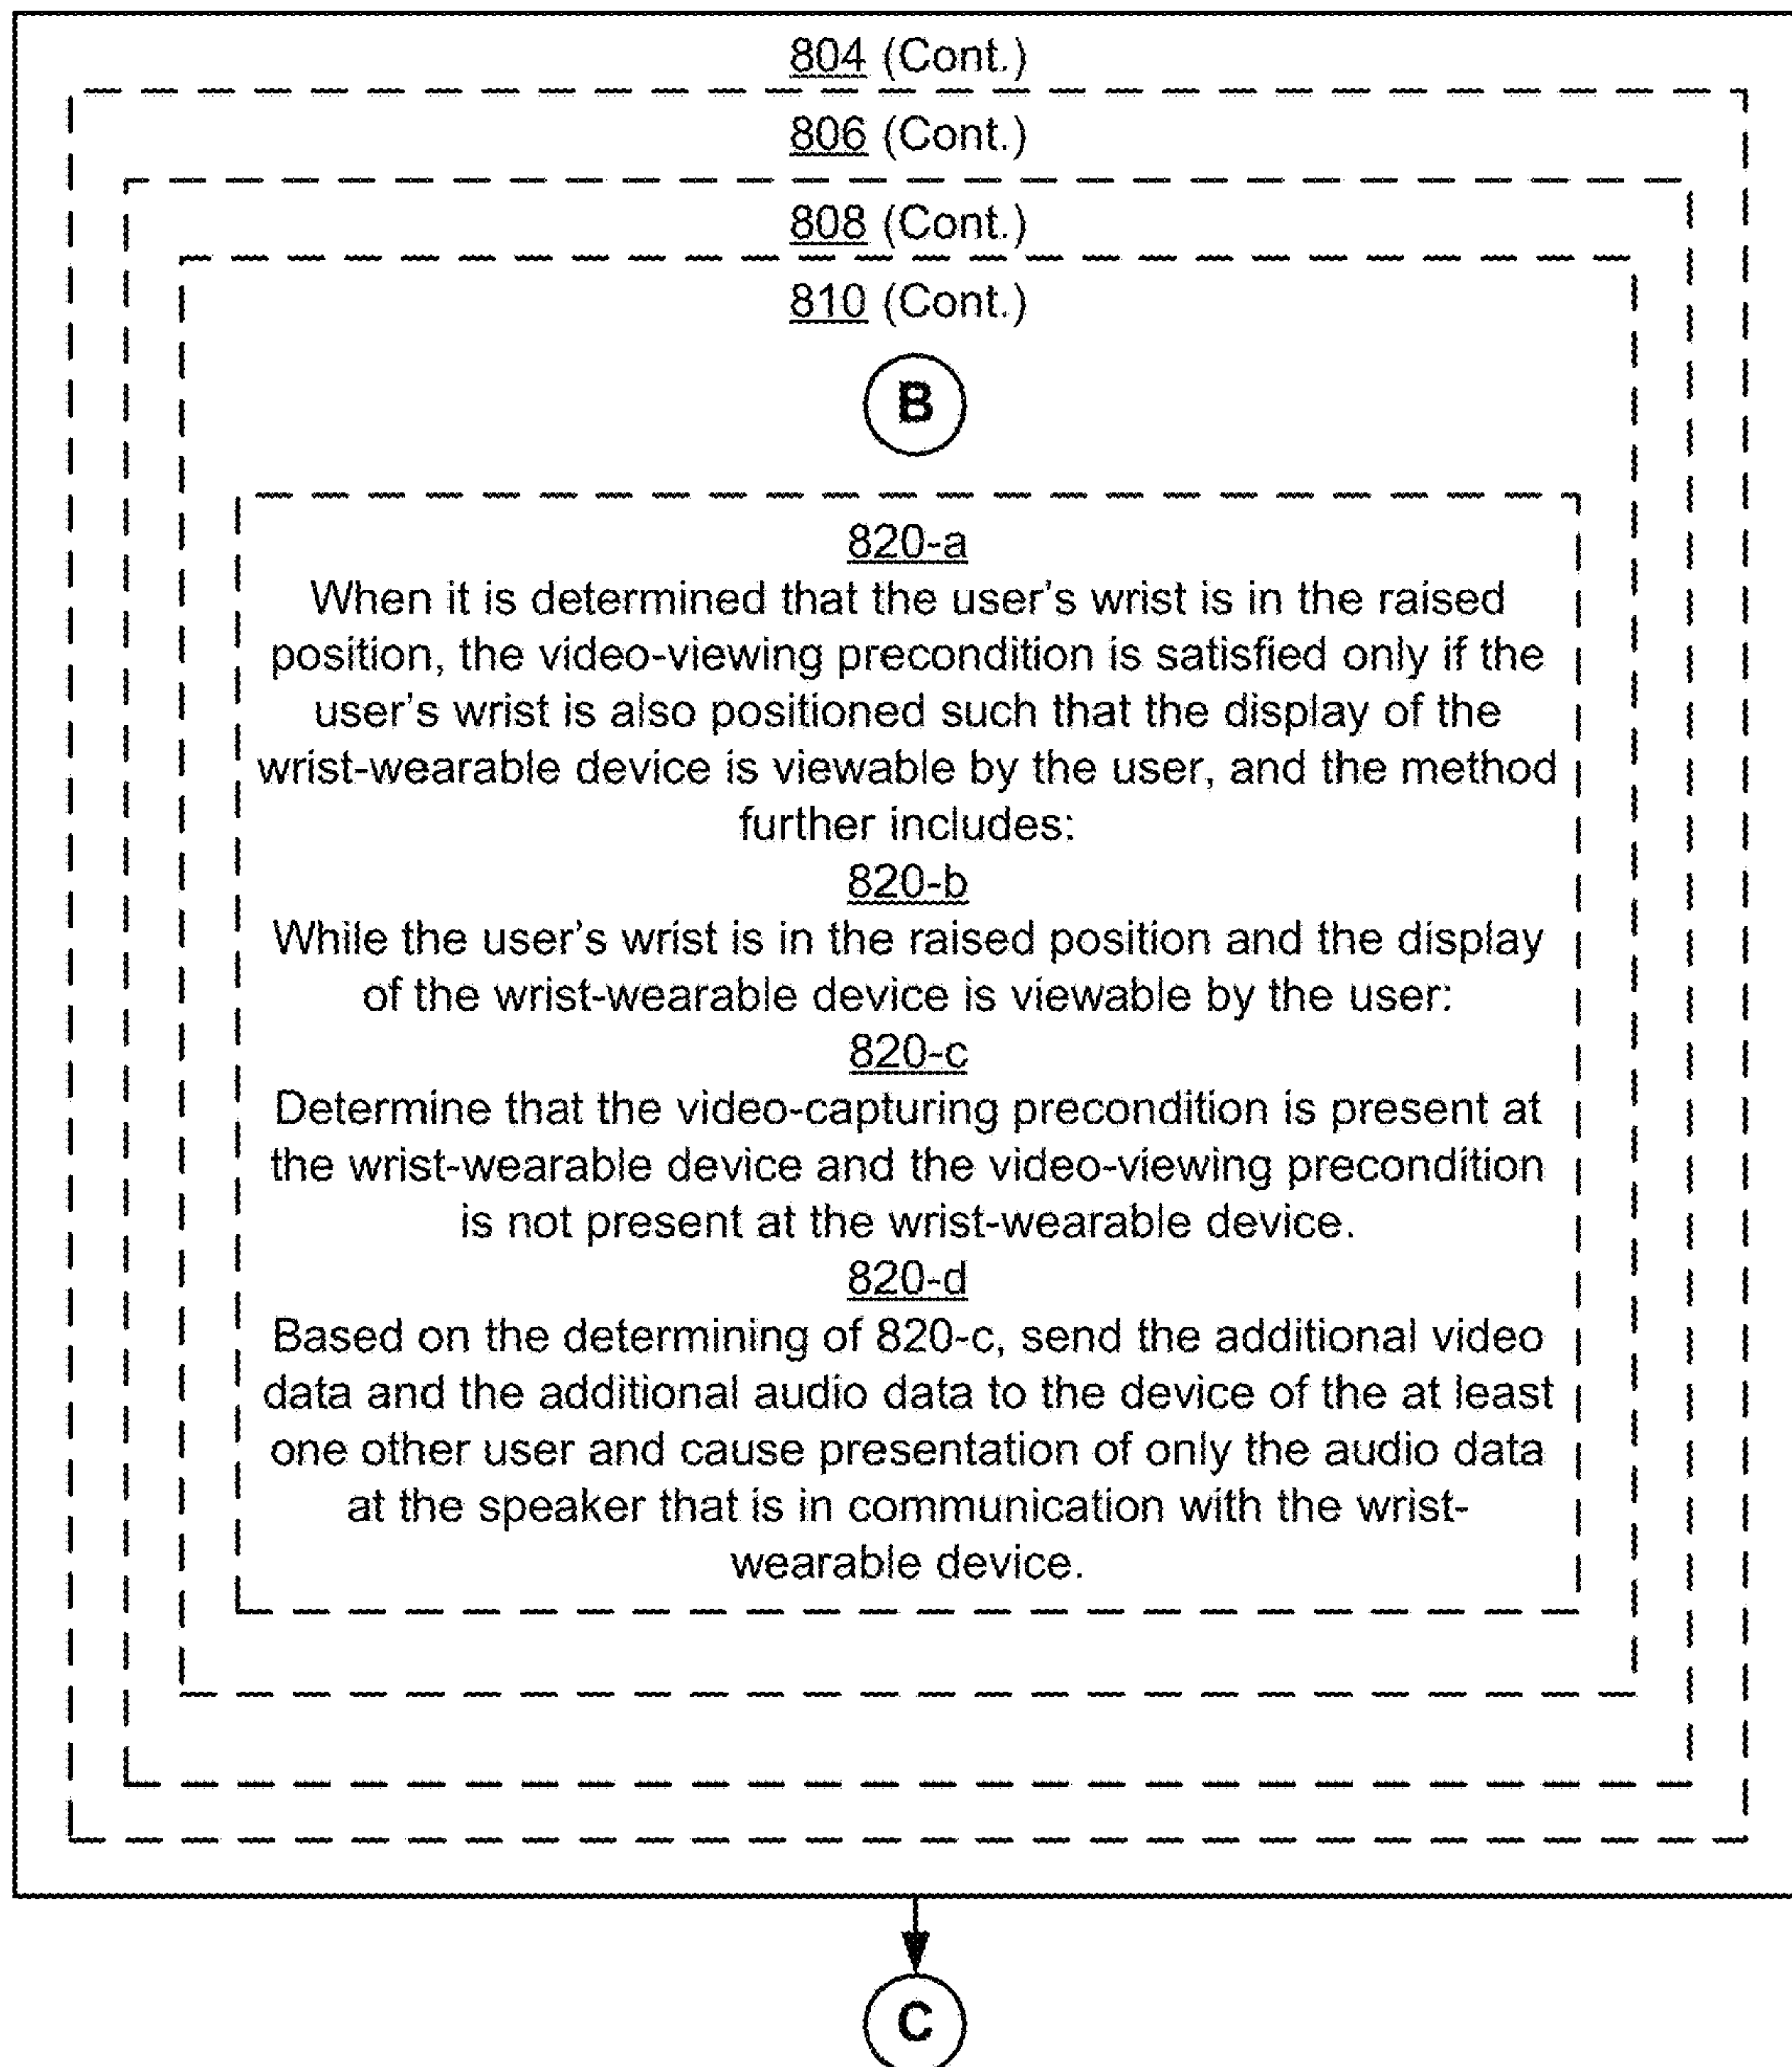 804 (Cont.)
806 (Cont.)
808 (Cont.)
810 (Cont.)
B
820-a
When it is determined that the user's wrist is in the raised
position, the video-viewing precondition is satisfied only if the
user's wrist is also positioned such that the display of the
wrist-wearable device is viewable by the user, and the method
further includes:
820-b
While the user's wrist is in the raised position and the display
of the wrist-wearable device is viewable by the user:
820-c
Determine that the video-capturing precondition is present at
the wrist-wearable device and the video-viewing precondition
is not present at the wrist-wearable device.
820-d
Based on the determining of 820-c, send the additional video
data and the additional audio data to the device of the at least
one other user and cause presentation of only the audio data
at the speaker that is in communication with the wrist-
wearable device.
C